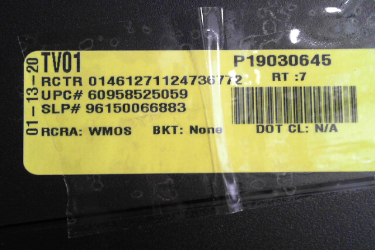 01-13-20
TV01 P19030645
RCTR 01461271124736772 RT :7
UPC# 60958525059
SLP# 96150066883
RCRA: WMOS BKT: None DOT CL: N/A